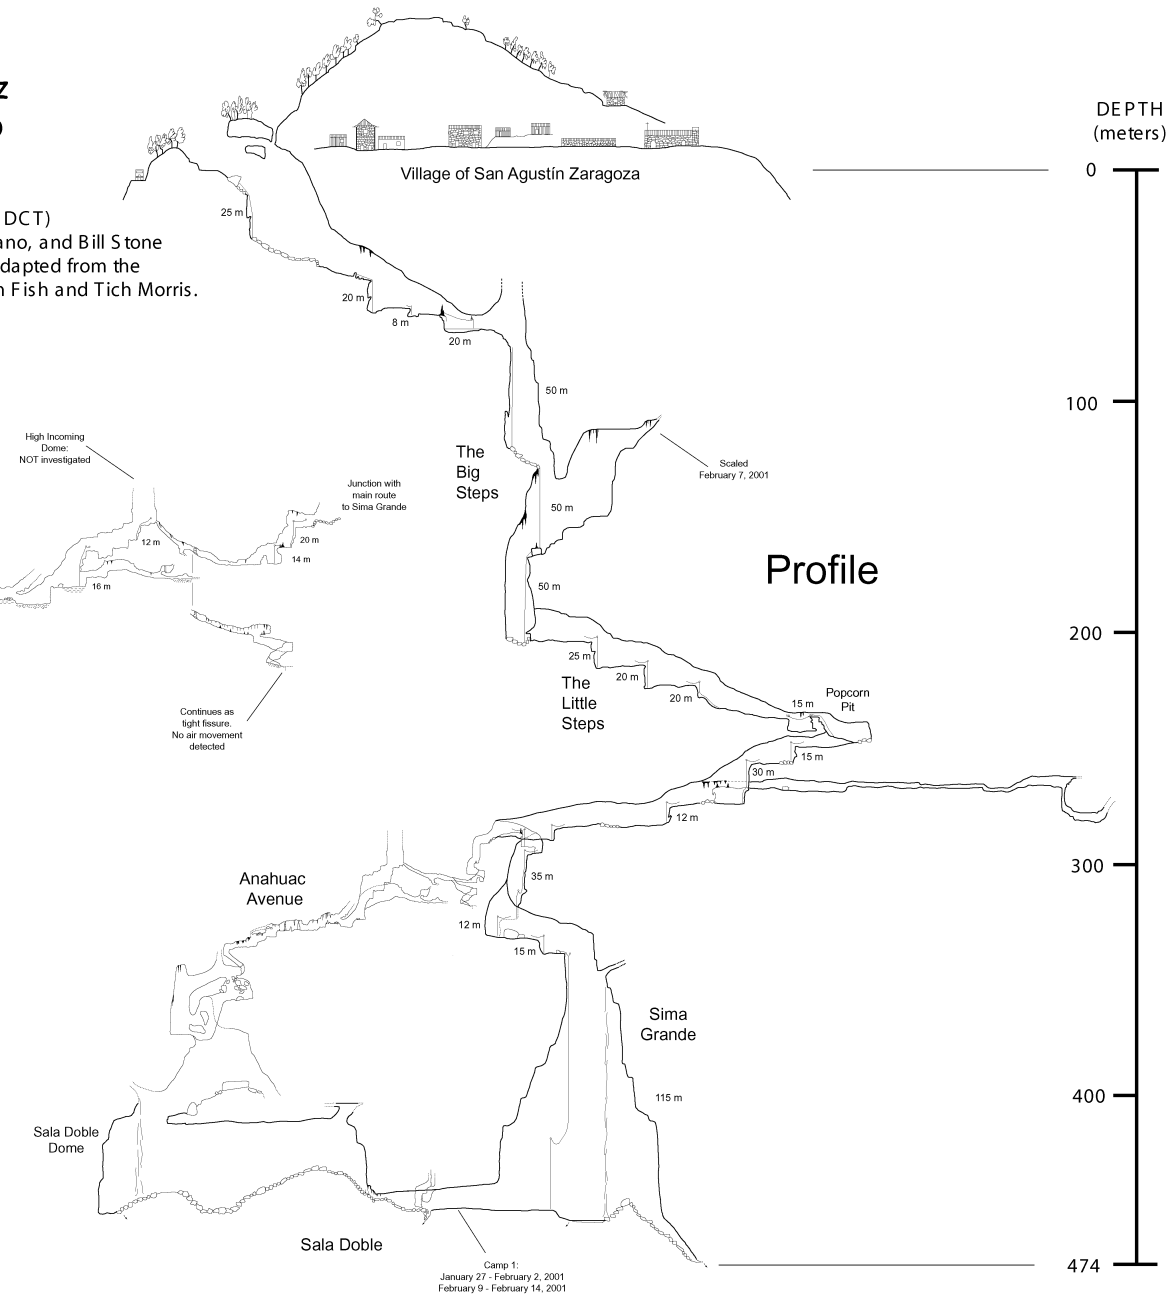 z
DEPTH
(meters)
0
Village of San Agustín Zaragoza
25 m
DCT)
ano, and Bill Stone
dapted from the
n Fish and Tich Morris.
20 m
8 m
20 m
50 m
100
High Incoming
Dome:
NOT investigated
The
Big
Steps
Scaled
February 7, 2001
Junction with
main route
to Sima Grande
50 m
12 m
20 m
14 m
Profile
16 m
50 m
200
25 m
20 m
20 m
The
Little
Steps
15 m
Popcorn
Pit
Continues as
tight fissure.
No air movement
detected
15 m
30 m
12 m
300
35 m
Anahuac
Avenue
12 m
15 m
Sima
Grande
115 m
400
Sala Doble
Dome
Sala Doble
Camp 1:
January 27 - February 2, 2001
February 9 - February 14, 2001
474